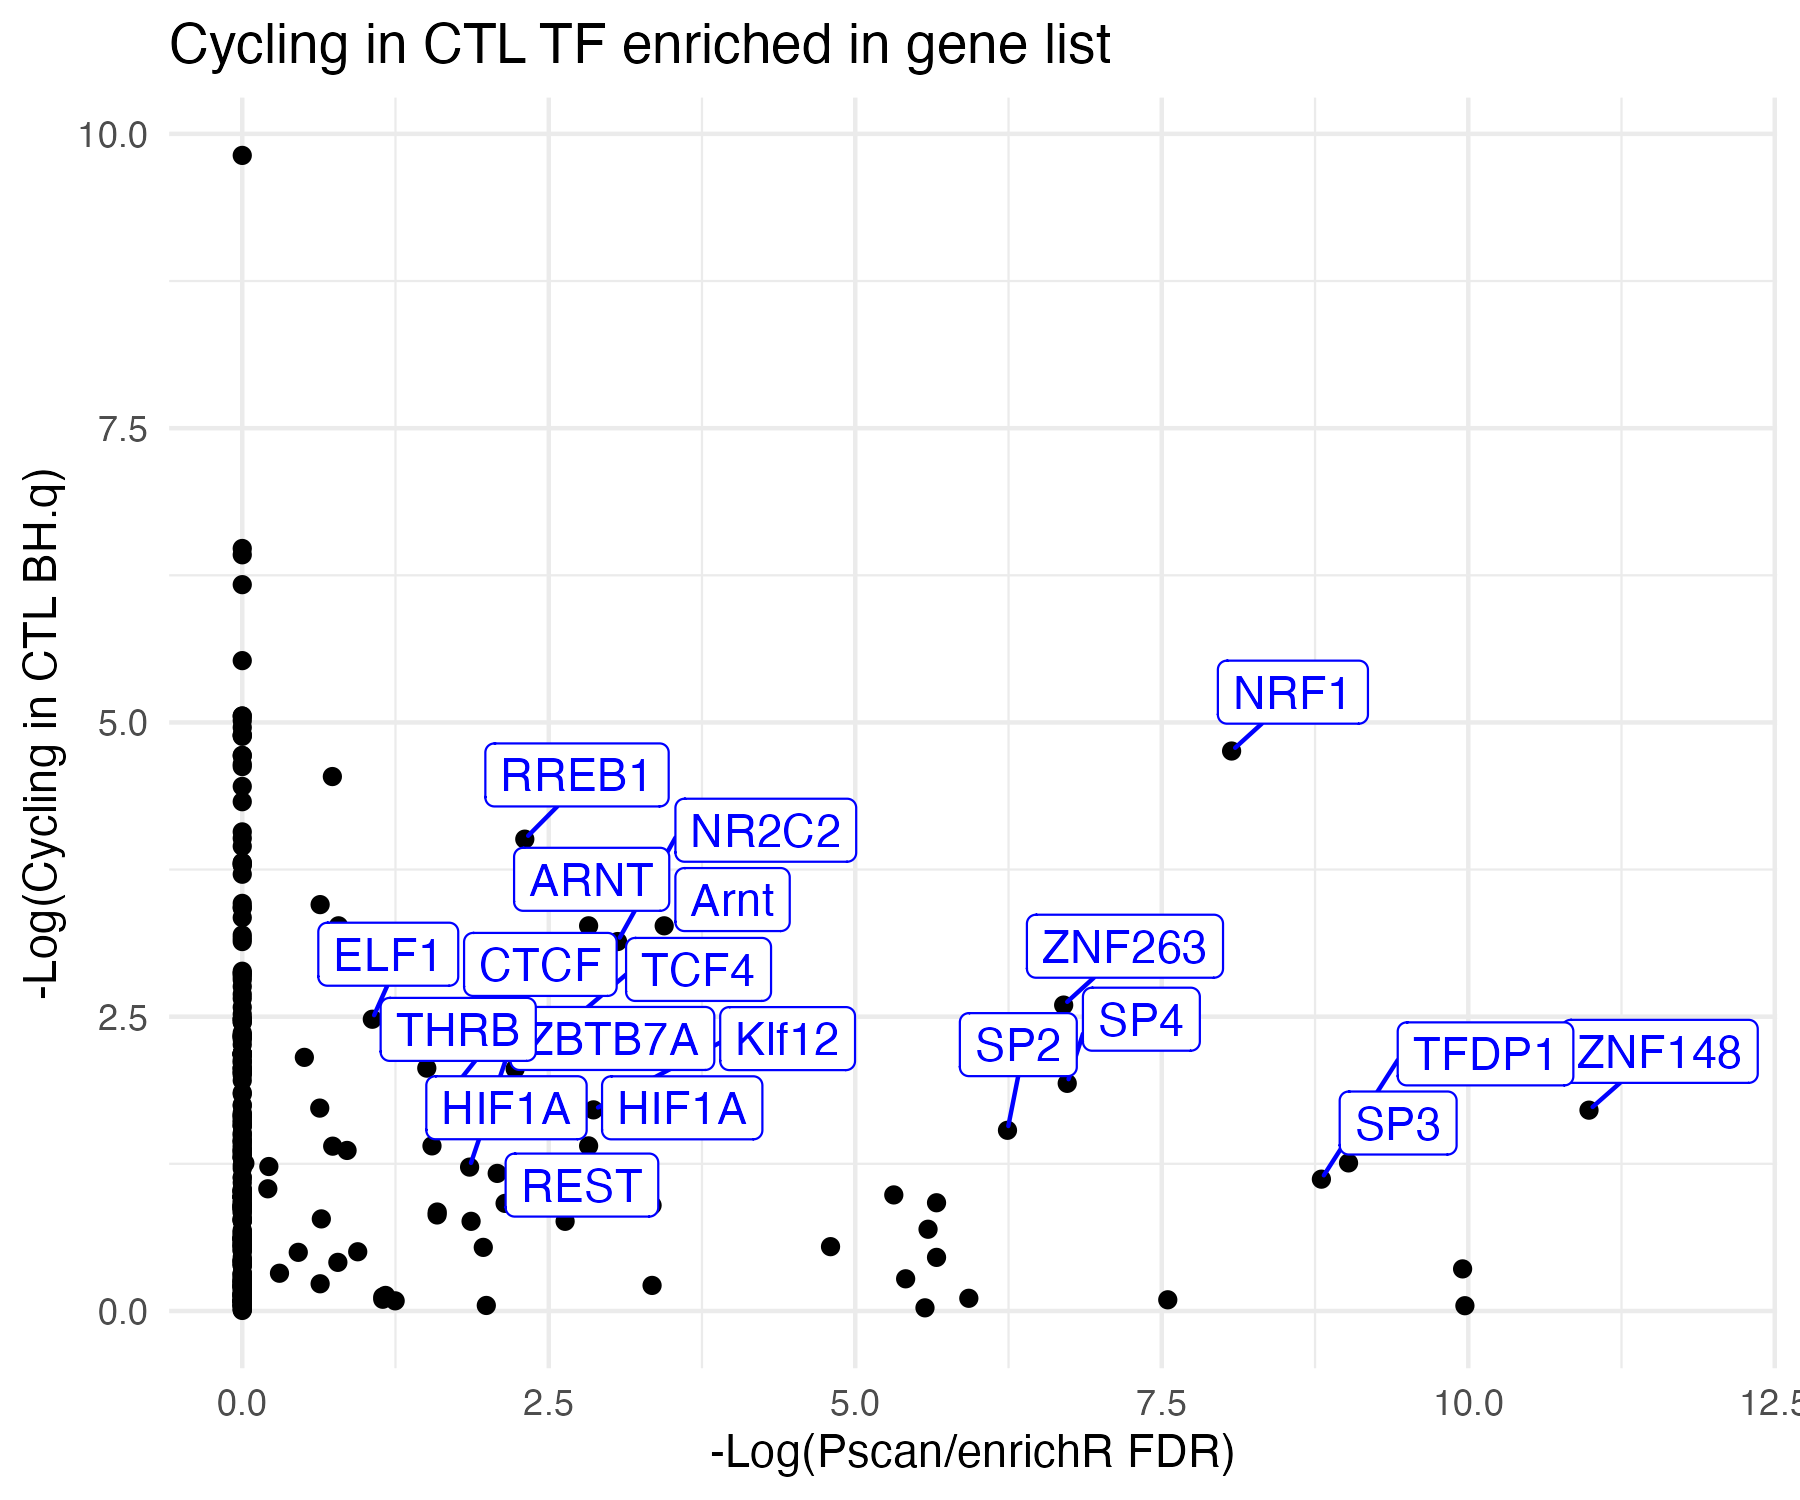 Cycling in CTL TF enriched in gene list
-Log(Cycling in CTL BH.q)
10.0
7.5
5.0
2.5
0.0
NRF1
RREB1
NR2C2
ARNT
Arnt
ELF1
CTCF
TCF4
ZNF263
SP4
THRB
ZBTB7A
Klf12
SP2
TFDP1
ZNF148
HIF1A
HIF1A
SP3
REST
0.0
2.5
5.0
7.5
10.0
12.5
-Log(Pscan/enrichR FDR)